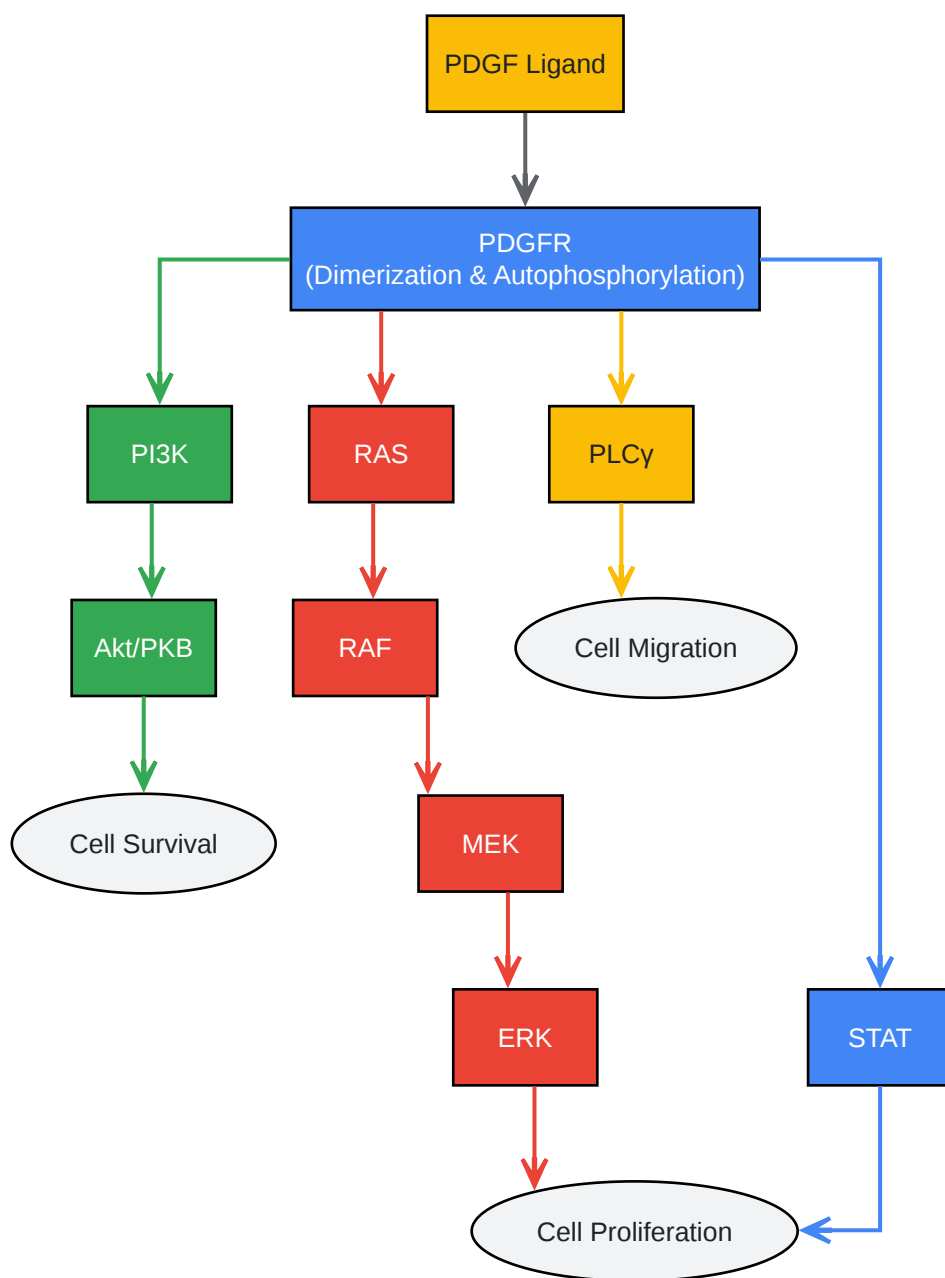 PDGF Ligand
PDGFR
(Dimerization & Autophosphorylation)
PI3K
RAS
PLCγ
Akt/PKB
RAF
Cell Migration
Cell Survival
MEK
ERK
STAT
Cell Proliferation